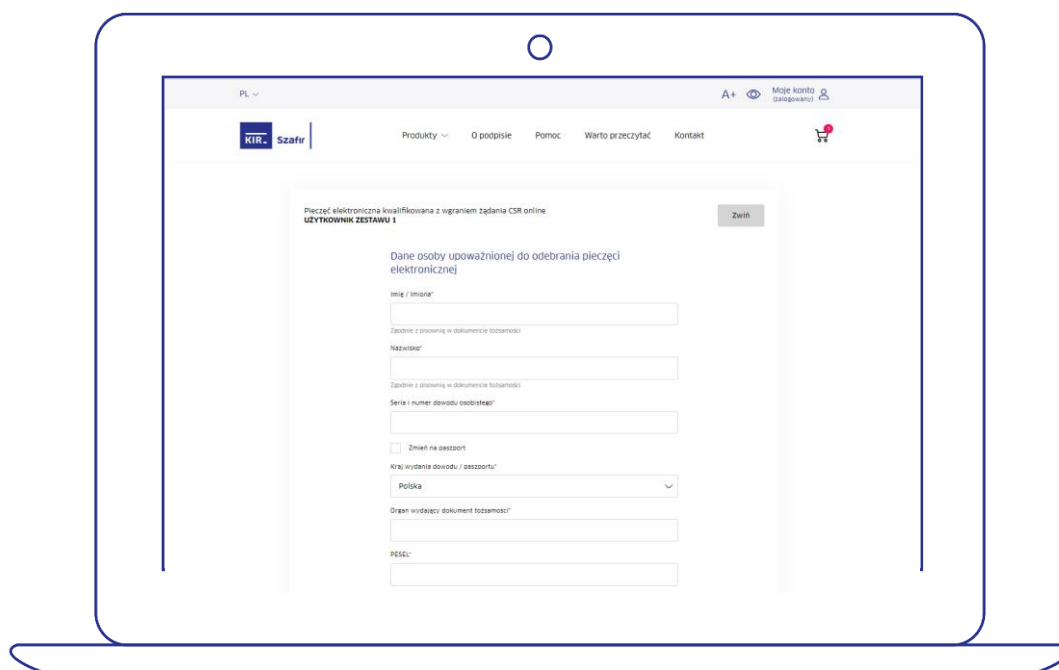 PL
A+
Moje konto
(zalogowany)
KIR Szafir
Produkty
O podpisie
Pomoc
Warto przeczytać
Kontakt
1
Pieczęć elektroniczna kwalifikowana z wgraniem żądania CSR online
UŻYTKOWNIK ZESTAWU 1
Zwiń
Dane osoby upoważnionej do odebrania pieczęci
elektronicznej
Imię / Imiona*
Zgodnie z pisownią w dokumencie tożsamości
Nazwisko*
Zgodnie z pisownią w dokumencie tożsamości
Seria i numer dowodu osobistego*
Zmień na paszport
Kraj wydania dowodu / paszportu*
Polska
Organ wydający dokument tożsamości*
PESEL*